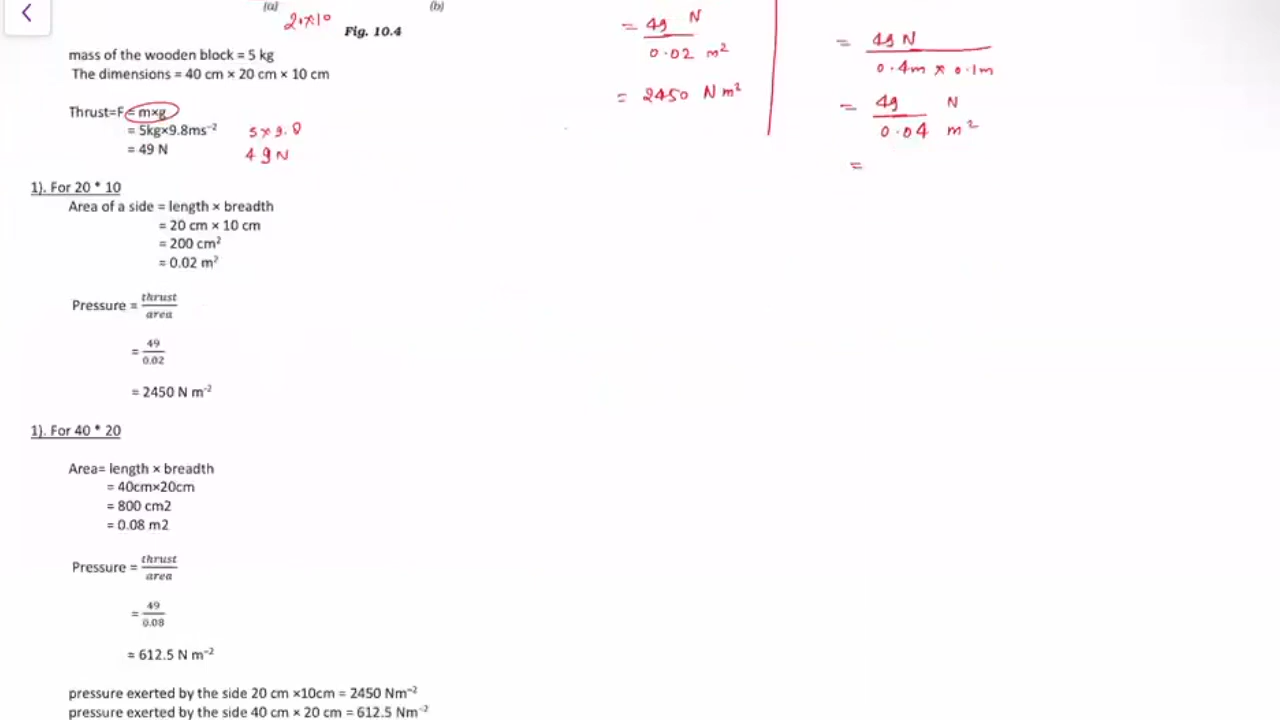 (a)
(b)
2·×10
Fig. 10.4
mass of the wooden block = 5 kg
The dimensions = 40 cm × 20 cm × 10 cm
Thrust=F= m×g
= 5kg×9.8ms⁻²
= 49 N
5 × 9.8
49N
1). For 20 * 10
Area of a side = length × breadth
= 20 cm × 10 cm
= 200 cm²
= 0.02 m²
Pressure = thrust/area
= 49/0.02
= 2450 N m⁻²
1). For 40 * 20
Area= length × breadth
= 40cm×20cm
= 800 cm2
= 0.08 m2
Pressure = thrust/area
= 49/0.08
= 612.5 N m⁻²
pressure exerted by the side 20 cm ×10cm = 2450 Nm⁻²
pressure exerted by the side 40 cm × 20 cm = 612.5 Nm⁻²
= 49 N
0.02 m²
= 2450 N m²
= 49 N
0.4m × 0.1m
= 49 N
0.04 m²
=